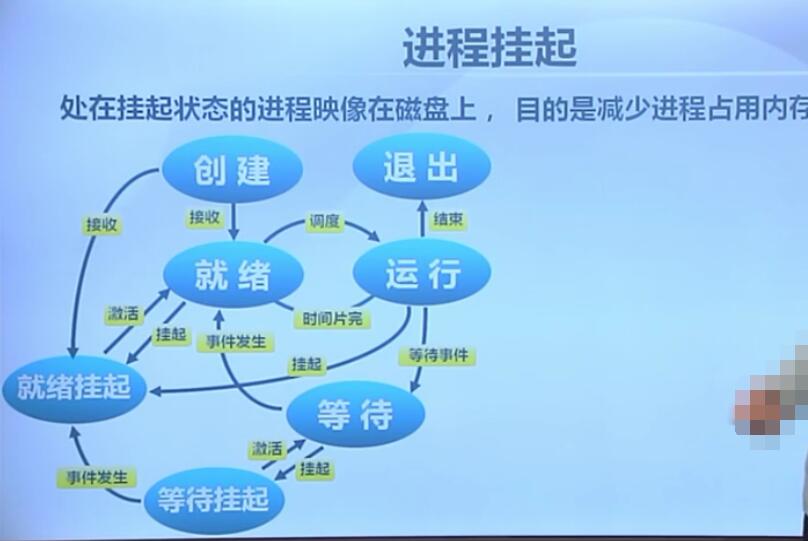 进程挂起
处在挂起状态的进程映像在磁盘上，目的是减少进程占用内存
创建
退出
接收
接收
调度
结束
就绪
运行
激活
挂起
时间片完
事件发生
挂起
等待事件
就绪挂起
等待
激活
挂起
事件发生
等待挂起